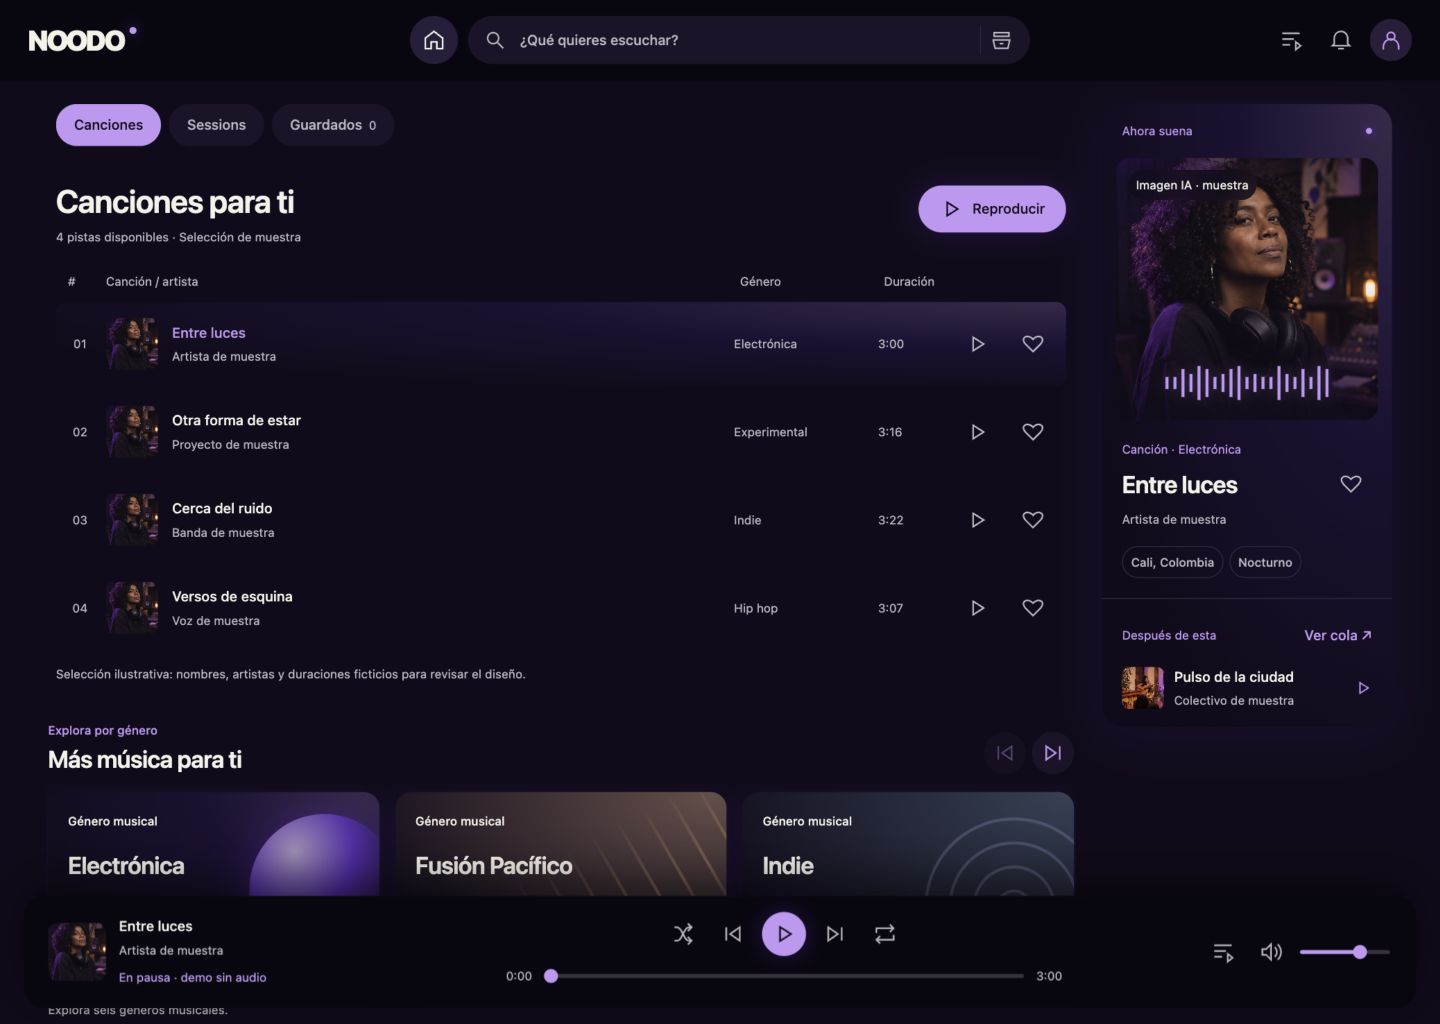 NOODO
¿Qué quieres escuchar?
Canciones
Sessions
Guardados 0
Canciones para ti
4 pistas disponibles · Selección de muestra
Reproducir
# Canción / artista Género Duración
01 Entre luces Electrónica 3:00
Artista de muestra
02 Otra forma de estar Experimental 3:16
Proyecto de muestra
03 Cerca del ruido Indie 3:22
Banda de muestra
04 Versos de esquina Hip hop 3:07
Voz de muestra
Selección ilustrativa: nombres, artistas y duraciones ficticios para revisar el diseño.
Explora por género
Más música para ti
Género musical
Electrónica
Género musical
Fusión Pacífico
Género musical
Indie
Ahora suena
Imagen IA · muestra
Canción · Electrónica
Entre luces
Artista de muestra
Cali, Colombia
Nocturno
Después de esta
Ver cola
Pulso de la ciudad
Colectivo de muestra
Entre luces
Artista de muestra
En pausa · demo sin audio
0:00
3:00
Explora seis géneros musicales.